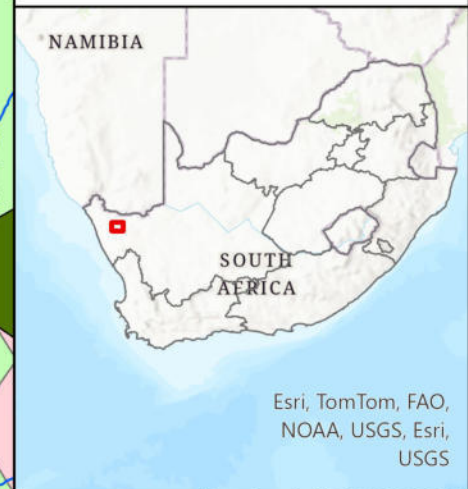 NAMIBIA
SOUTH
AFRICA
Esri, TomTom, FAO,
NOAA, USGS, Esri,
USGS